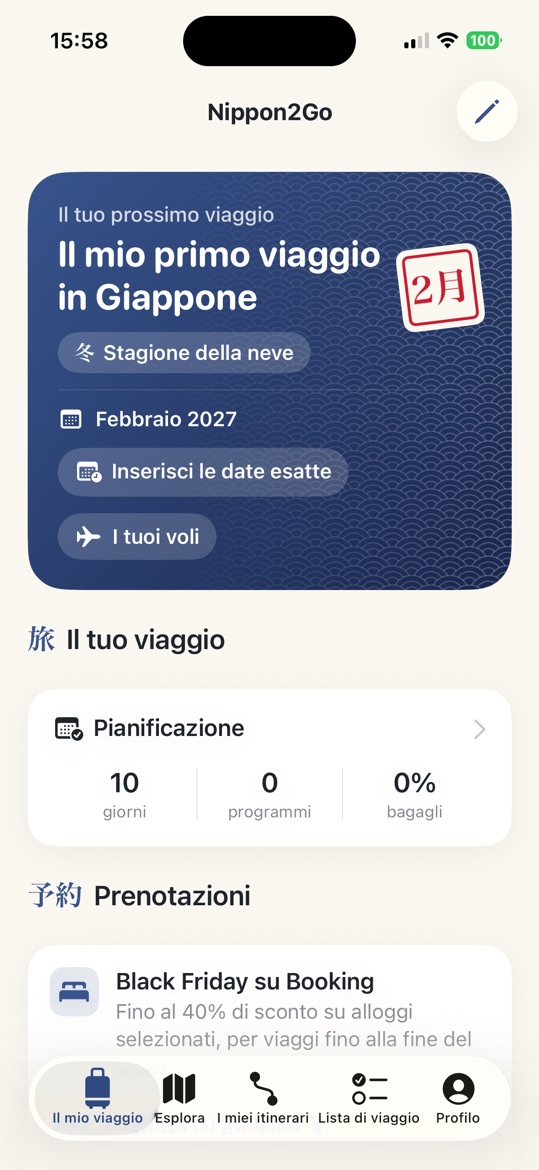 15:58
100
Nippon2Go
Il tuo prossimo viaggio
Il mio primo viaggio
in Giappone
2月
冬 Stagione della neve
Febbraio 2027
Inserisci le date esatte
I tuoi voli
旅 Il tuo viaggio
Pianificazione
10 0 0%
giorni programmi bagagli
予約 Prenotazioni
Black Friday su Booking
Fino al 40% di sconto su alloggi
selezionati, per viaggi fino alla fine del
Il mio viaggio Esplora I miei itinerari Lista di viaggio Profilo